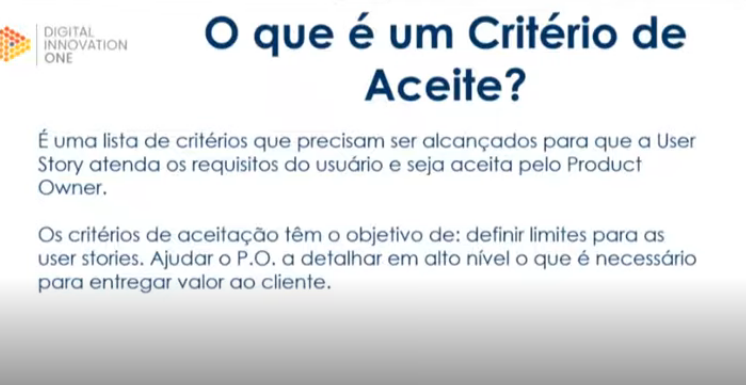 DIGITAL
INNOVATION
ONE
O que é um Critério de
Aceite?
É uma lista de critérios que precisam ser alcançados para que a User
Story atenda os requisitos do usuário e seja aceita pelo Product
Owner.
Os critérios de aceitação têm o objetivo de: definir limites para as
user stories. Ajudar o P.O. a detalhar em alto nível o que é necessário
para entregar valor ao cliente.